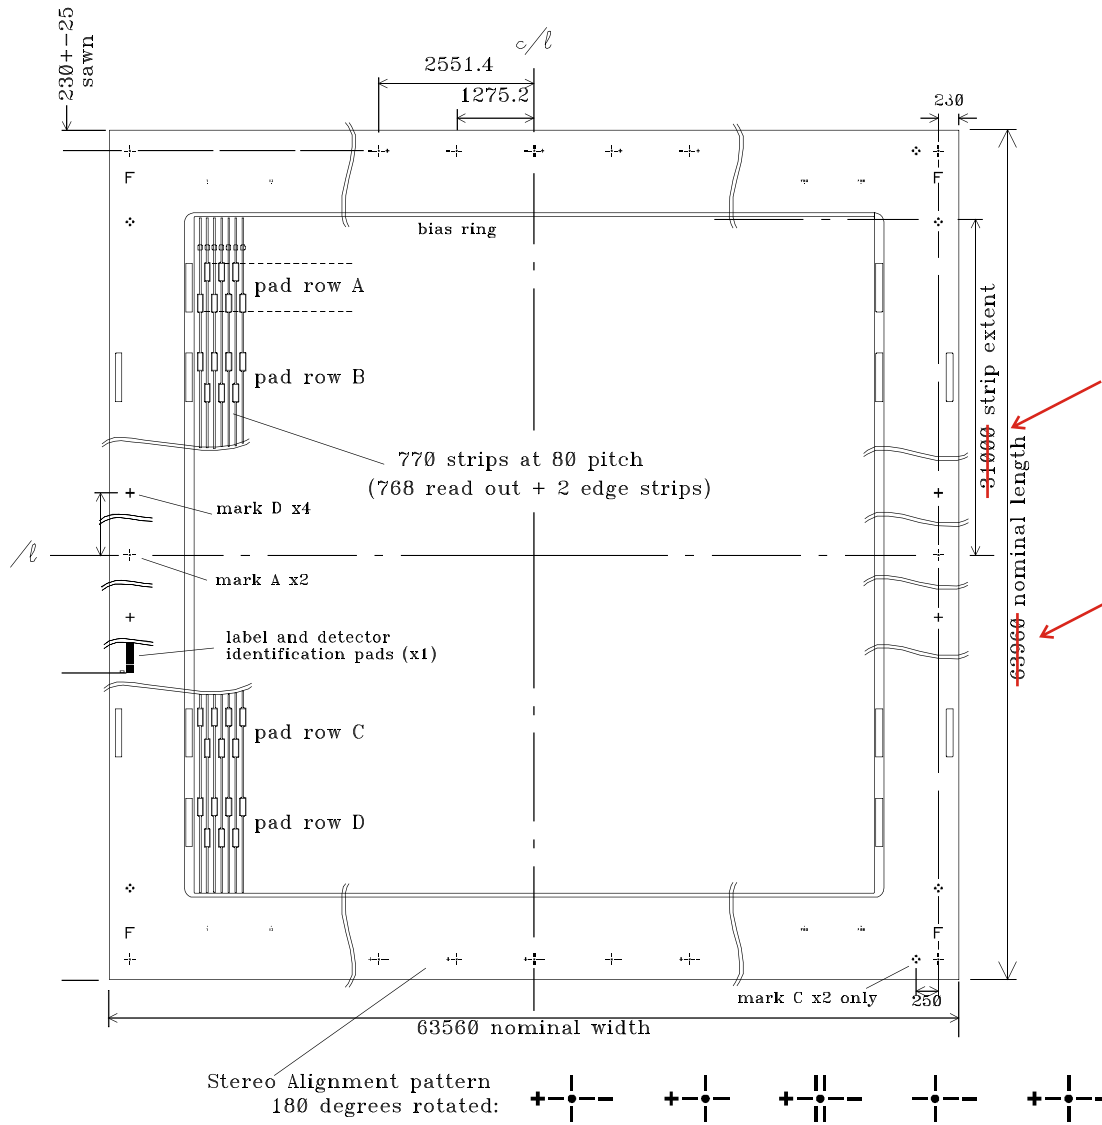 230+-25
sawn
c/l
2551.4
1275.2
230
F
F
bias ring
pad row A
pad row B
31000 strip extent
63960 nominal length
770 strips at 80 pitch
(768 read out + 2 edge strips)
mark D x4
/l
mark A x2
label and detector
identification pads (x1)
pad row C
pad row D
F
F
mark C x2 only
250
63560 nominal width
Stereo Alignment pattern
180 degrees rotated: